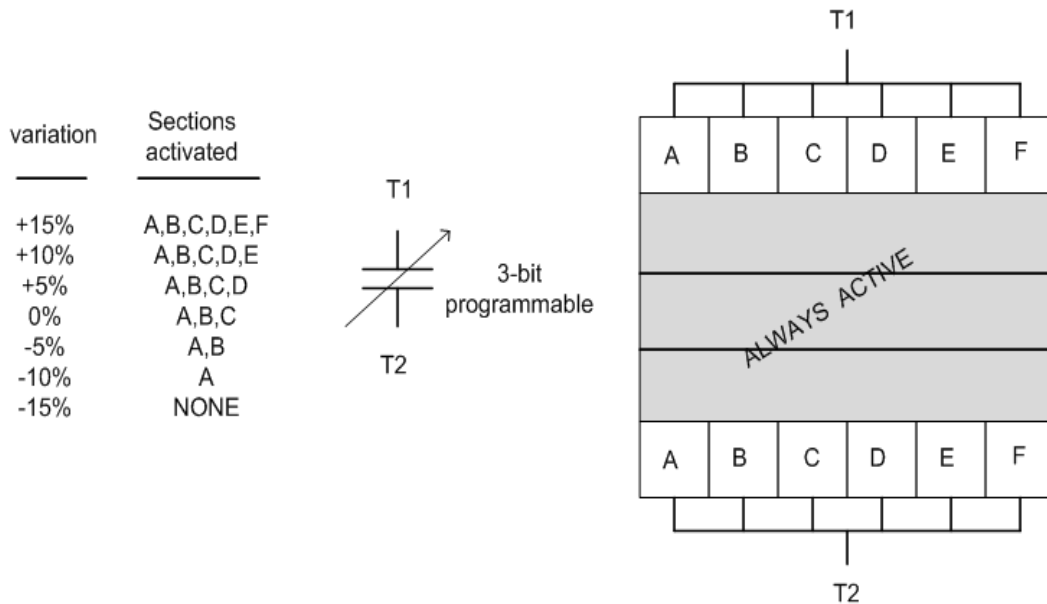 variation Sections activated
+15% A,B,C,D,E,F
+10% A,B,C,D,E
+5% A,B,C,D
0% A,B,C
-5% A,B
-10% A
-15% NONE
T1
3-bit
programmable
T2
T1
A B C D E F
ALWAYS ACTIVE
A B C D E F
T2